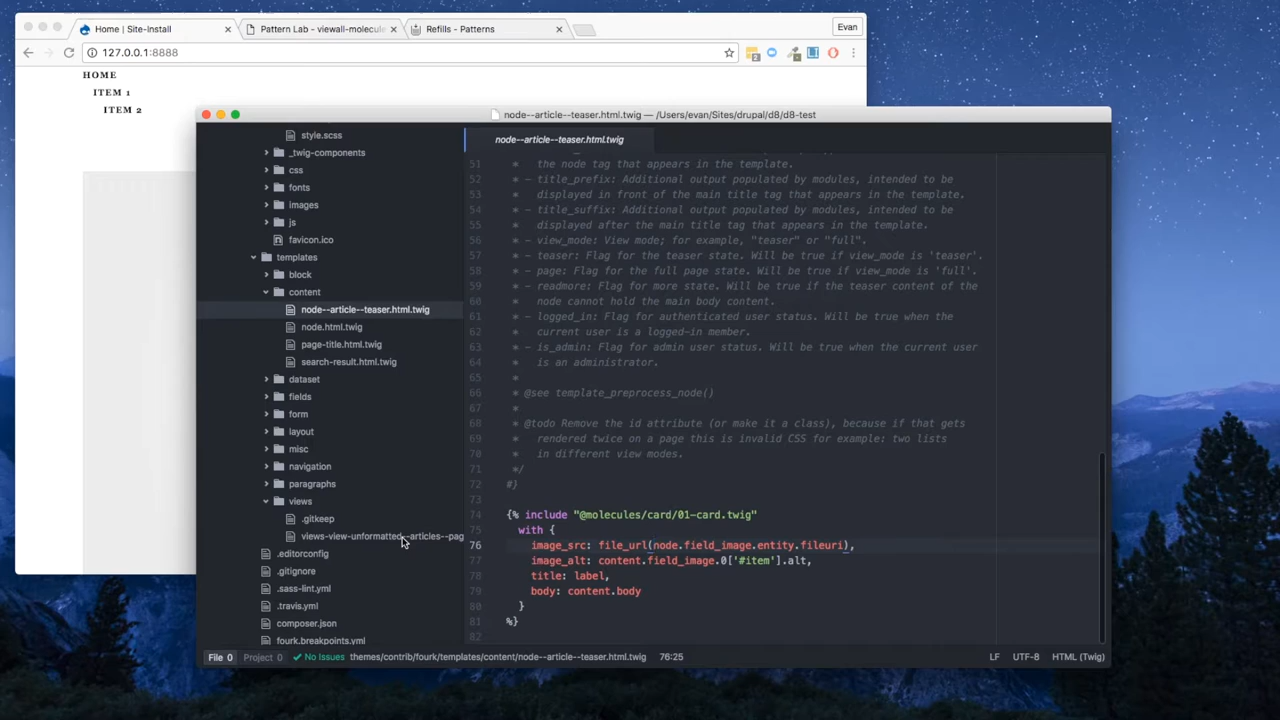 Home | Site-Install
Pattern Lab - viewall-molecule
Refills - Patterns
Evan
127.0.0.1:8888
HOME
ITEM 1
ITEM 2
node--article--teaser.html.twig — /Users/evan/Sites/drupal/d8/d8-test
style.scss
_twig-components
css
fonts
images
js
favicon.ico
templates
block
content
node--article--teaser.html.twig
node.html.twig
page-title.html.twig
search-result.html.twig
dataset
fields
form
layout
misc
navigation
paragraphs
views
.gitkeep
views-view-unformatted--articles--pag
.editorconfig
.gitignore
.sass-lint.yml
.travis.yml
composer.json
fourk.breakpoints.yml
node--article--teaser.html.twig
51 * the node tag that appears in the template.
52 * - title_prefix: Additional output populated by modules, intended to be
53 * displayed in front of the main title tag that appears in the template.
54 * - title_suffix: Additional output populated by modules, intended to be
55 * displayed after the main title tag that appears in the template.
56 * - view_mode: View mode; for example, "teaser" or "full".
57 * - teaser: Flag for the teaser state. Will be true if view_mode is 'teaser'.
58 * - page: Flag for the full page state. Will be true if view_mode is 'full'.
59 * - readmore: Flag for more state. Will be true if the teaser content of the
60 * node cannot hold the main body content.
61 * - logged_in: Flag for authenticated user status. Will be true when the
62 * current user is a logged-in member.
63 * - is_admin: Flag for admin user status. Will be true when the current user
64 * is an administrator.
65 *
66 * @see template_preprocess_node()
67 *
68 * @todo Remove the id attribute (or make it a class), because if that gets
69 * rendered twice on a page this is invalid CSS for example: two lists
70 * in different view modes.
71 */
72 #}
73
74 {% include "@molecules/card/01-card.twig"
75 with {
76 image_src: file_url(node.field_image.entity.fileuri),
77 image_alt: content.field_image.0['#item'].alt,
78 title: label,
79 body: content.body
80 }
81 %}
82
File 0 Project 0 No Issues themes/contrib/fourk/templates/content/node--article--teaser.html.twig 76:25 LF UTF-8 HTML (Twig)